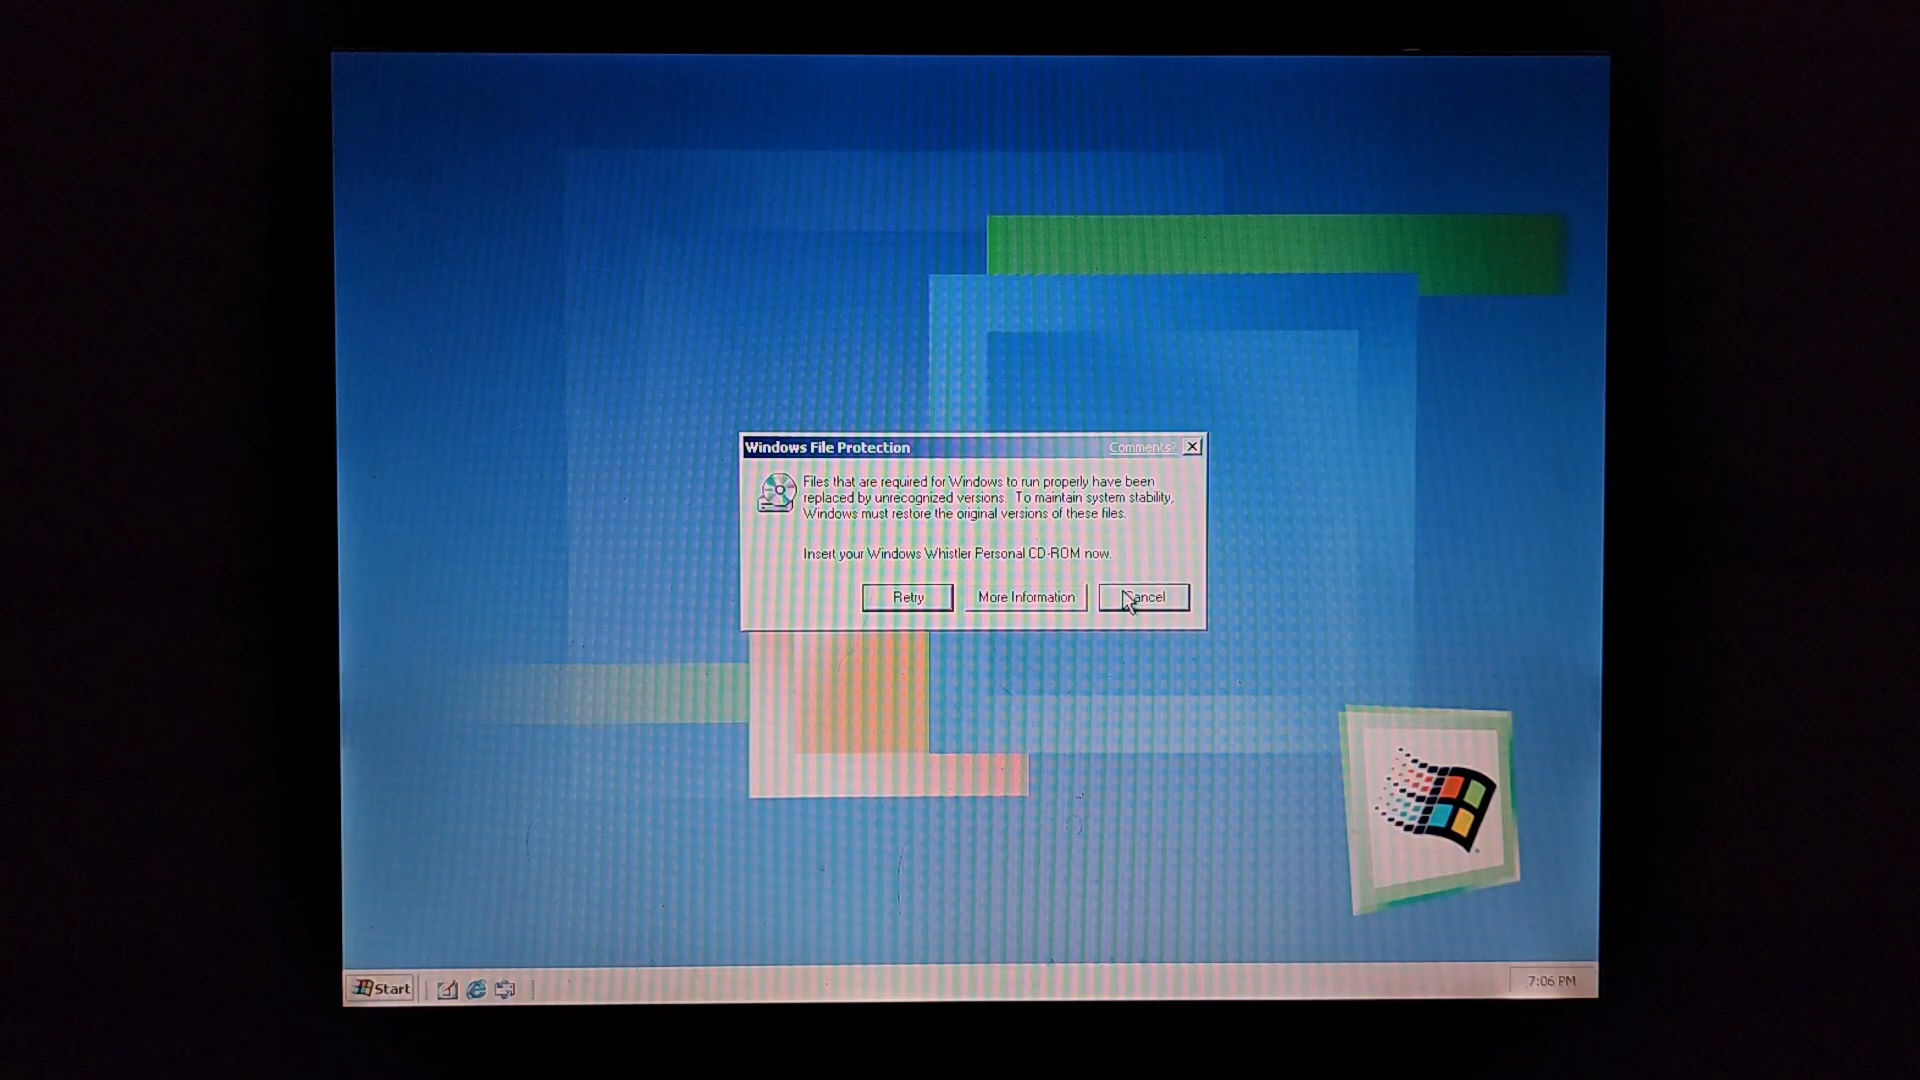 Windows File Protection
Comments?
Files that are required for Windows to run properly have been
replaced by unrecognized versions. To maintain system stability,
Windows must restore the original versions of these files.
Insert your Windows Whistler Personal CD-ROM now.
Retry
More Information
Cancel
Start
7:06 PM